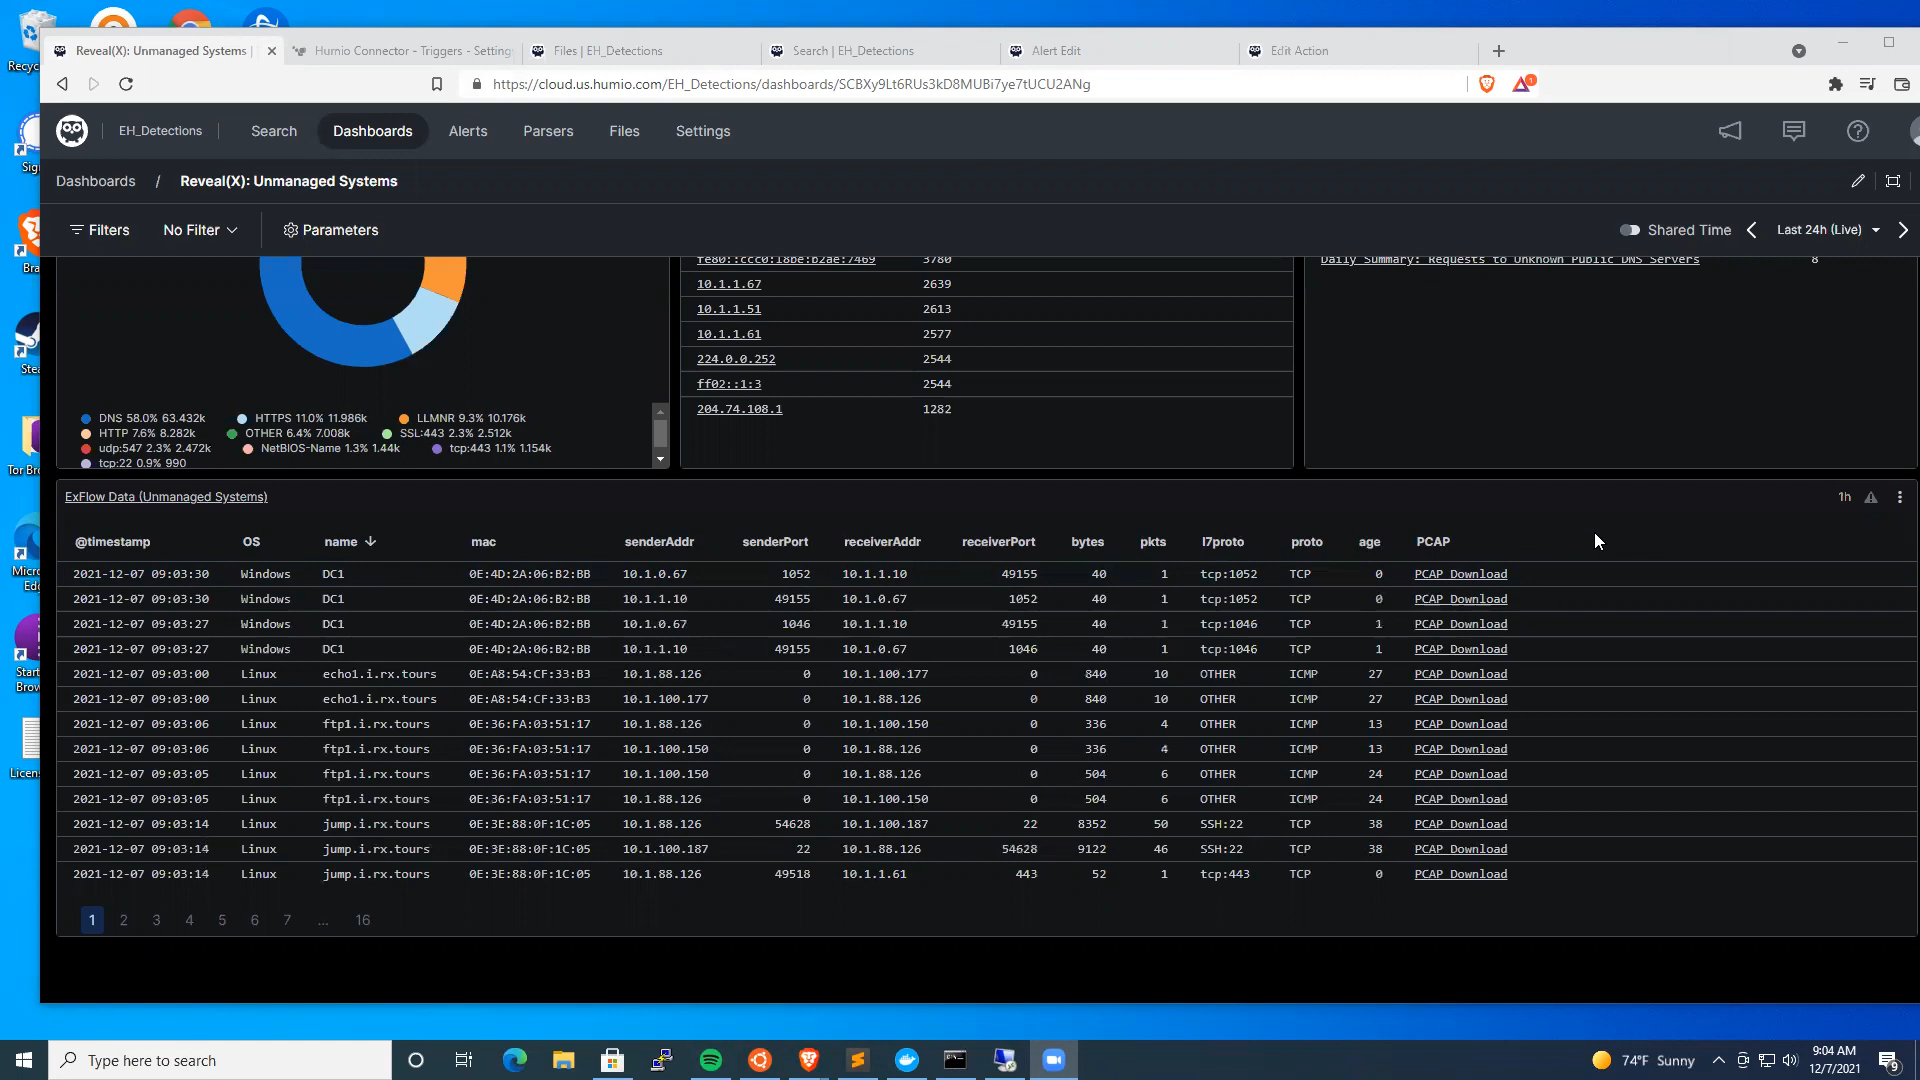 Recyc
Sig
Bra
Stea
Tor Bro
Micro
Ed
Start
Brow
Licen
Reveal(X): Unmanaged Systems |
Humio Connector - Triggers - Setting
Files | EH_Detections
Search | EH_Detections
Alert Edit
Edit Action
https://cloud.us.humio.com/EH_Detections/dashboards/SCBXy9Lt6RUs3kD8MUBi7ye7tUCU2ANg
1
EH_Detections
Search
Dashboards
Alerts
Parsers
Files
Settings
Dashboards / Reveal(X): Unmanaged Systems
Filters
No Filter
Parameters
Shared Time
Last 24h (Live)
DNS 58.0% 63.432k HTTPS 11.0% 11.986k LLMNR 9.3% 10.176k
HTTP 7.6% 8.282k OTHER 6.4% 7.008k SSL:443 2.3% 2.512k
udp:547 2.3% 2.472k NetBIOS-Name 1.3% 1.44k tcp:443 1.1% 1.154k
tcp:22 0.9% 990
fe80::ccc0:18be:b2ae:7469 3780
10.1.1.67 2639
10.1.1.51 2613
10.1.1.61 2577
224.0.0.252 2544
ff02::1:3 2544
204.74.108.1 1282
Daily Summary: Requests to Unknown Public DNS Servers 8
ExFlow Data (Unmanaged Systems)
1h
@timestamp OS name mac senderAddr senderPort receiverAddr receiverPort bytes pkts l7proto proto age PCAP
2021-12-07 09:03:30 Windows DC1 0E:4D:2A:06:B2:BB 10.1.0.67 1052 10.1.1.10 49155 40 1 tcp:1052 TCP 0 PCAP Download
2021-12-07 09:03:30 Windows DC1 0E:4D:2A:06:B2:BB 10.1.1.10 49155 10.1.0.67 1052 40 1 tcp:1052 TCP 0 PCAP Download
2021-12-07 09:03:27 Windows DC1 0E:4D:2A:06:B2:BB 10.1.0.67 1046 10.1.1.10 49155 40 1 tcp:1046 TCP 1 PCAP Download
2021-12-07 09:03:27 Windows DC1 0E:4D:2A:06:B2:BB 10.1.1.10 49155 10.1.0.67 1046 40 1 tcp:1046 TCP 1 PCAP Download
2021-12-07 09:03:00 Linux echo1.i.rx.tours 0E:A8:54:CF:33:B3 10.1.88.126 0 10.1.100.177 0 840 10 OTHER ICMP 27 PCAP Download
2021-12-07 09:03:00 Linux echo1.i.rx.tours 0E:A8:54:CF:33:B3 10.1.100.177 0 10.1.88.126 0 840 10 OTHER ICMP 27 PCAP Download
2021-12-07 09:03:06 Linux ftp1.i.rx.tours 0E:36:FA:03:51:17 10.1.88.126 0 10.1.100.150 0 336 4 OTHER ICMP 13 PCAP Download
2021-12-07 09:03:06 Linux ftp1.i.rx.tours 0E:36:FA:03:51:17 10.1.100.150 0 10.1.88.126 0 336 4 OTHER ICMP 13 PCAP Download
2021-12-07 09:03:05 Linux ftp1.i.rx.tours 0E:36:FA:03:51:17 10.1.100.150 0 10.1.88.126 0 504 6 OTHER ICMP 24 PCAP Download
2021-12-07 09:03:05 Linux ftp1.i.rx.tours 0E:36:FA:03:51:17 10.1.88.126 0 10.1.100.150 0 504 6 OTHER ICMP 24 PCAP Download
2021-12-07 09:03:14 Linux jump.i.rx.tours 0E:3E:88:0F:1C:05 10.1.88.126 54628 10.1.100.187 22 8352 50 SSH:22 TCP 38 PCAP Download
2021-12-07 09:03:14 Linux jump.i.rx.tours 0E:3E:88:0F:1C:05 10.1.100.187 22 10.1.88.126 54628 9122 46 SSH:22 TCP 38 PCAP Download
2021-12-07 09:03:14 Linux jump.i.rx.tours 0E:3E:88:0F:1C:05 10.1.88.126 49518 10.1.1.61 443 52 1 tcp:443 TCP 0 PCAP Download
1 2 3 4 5 6 7 ... 16
Type here to search
74°F Sunny
9:04 AM
12/7/2021
9